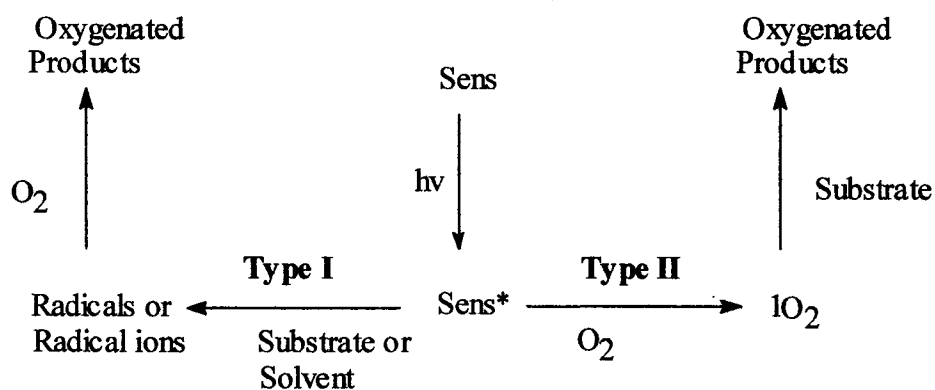 Oxygenated
Products
Oxygenated
Products
Sens
hv
O2
Substrate
Type I
Type II
Radicals or
Radical ions
Sens*
1O2
Substrate or
Solvent
O2